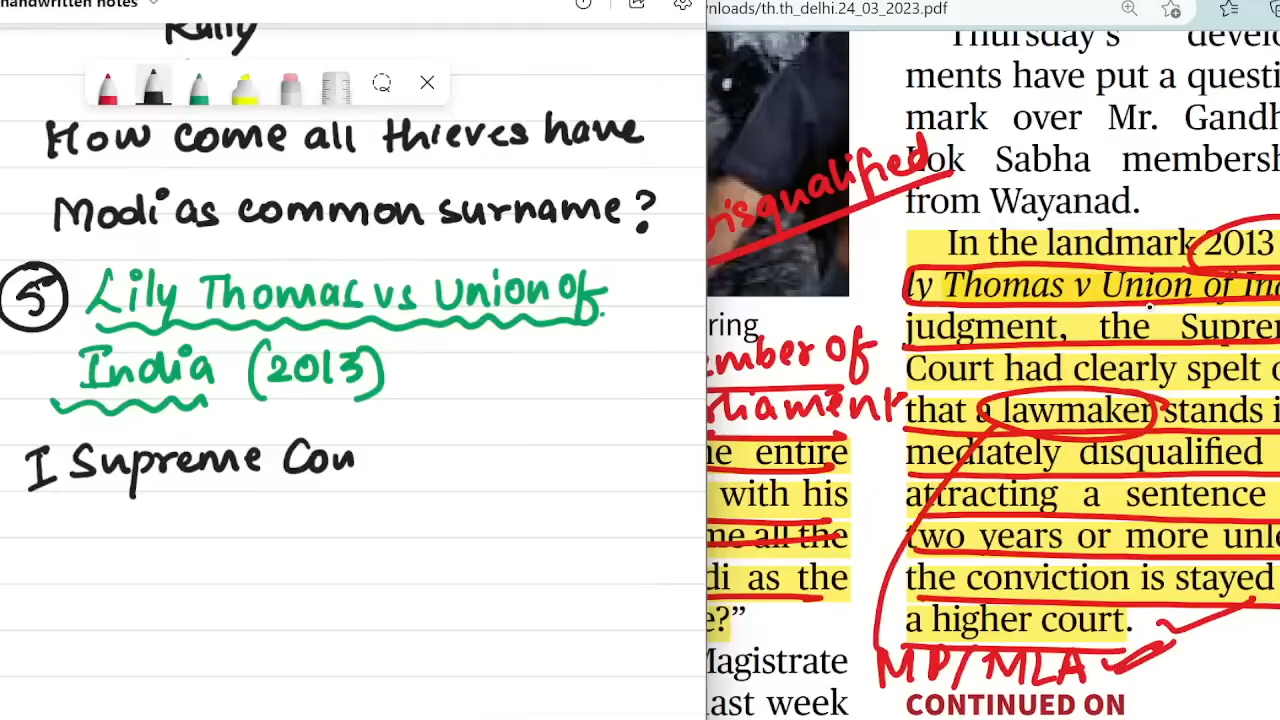 handwritten notes
Rally
How come all thieves have
Modi as common surname?
5 Lily Thomas vs Union of
India (2013)
I Supreme Cou
nloads/th.th_delhi.24_03_2023.pdf
disqualified
ring
ember of
rliament
he entire
with his
me all the
di as the
e?”
Magistrate
last week
Thursday's develo
ments have put a questi
mark over Mr. Gandh
Lok Sabha membersh
from Wayanad.
In the landmark 2013
ly Thomas v Union of Ind
judgment, the Suprem
Court had clearly spelt o
that a lawmaker stands i
mediately disqualified
attracting a sentence
two years or more unle
the conviction is stayed
a higher court.
MP/MLA
CONTINUED ON